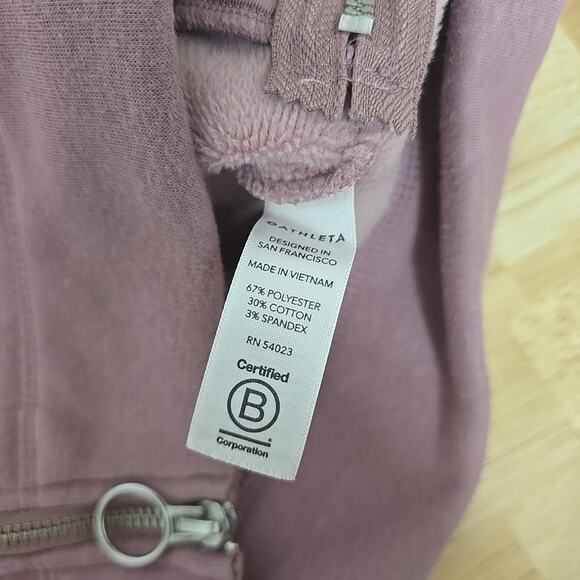 ATHLETA
DESIGNED IN
SAN FRANCISCO
MADE IN VIETNAM
67% POLYESTER
30% COTTON
3% SPANDEX
RN 54023
Certified
B
Corporation